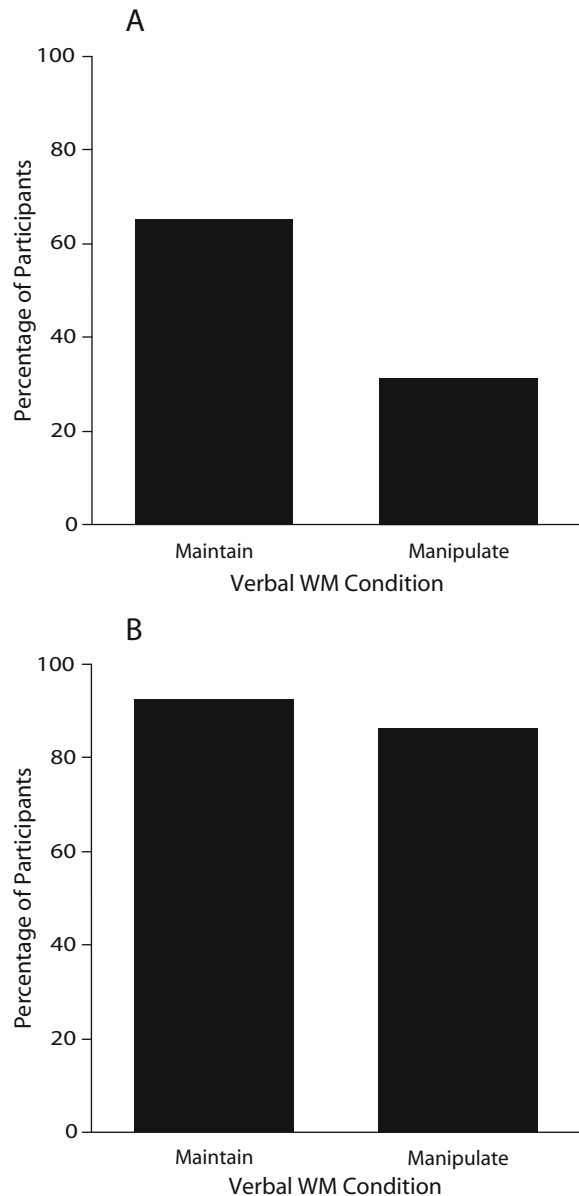 A
Percentage of Participants
100
80
60
40
20
0
Maintain
Manipulate
Verbal WM Condition
B
Percentage of Participants
100
80
60
40
20
0
Maintain
Manipulate
Verbal WM Condition